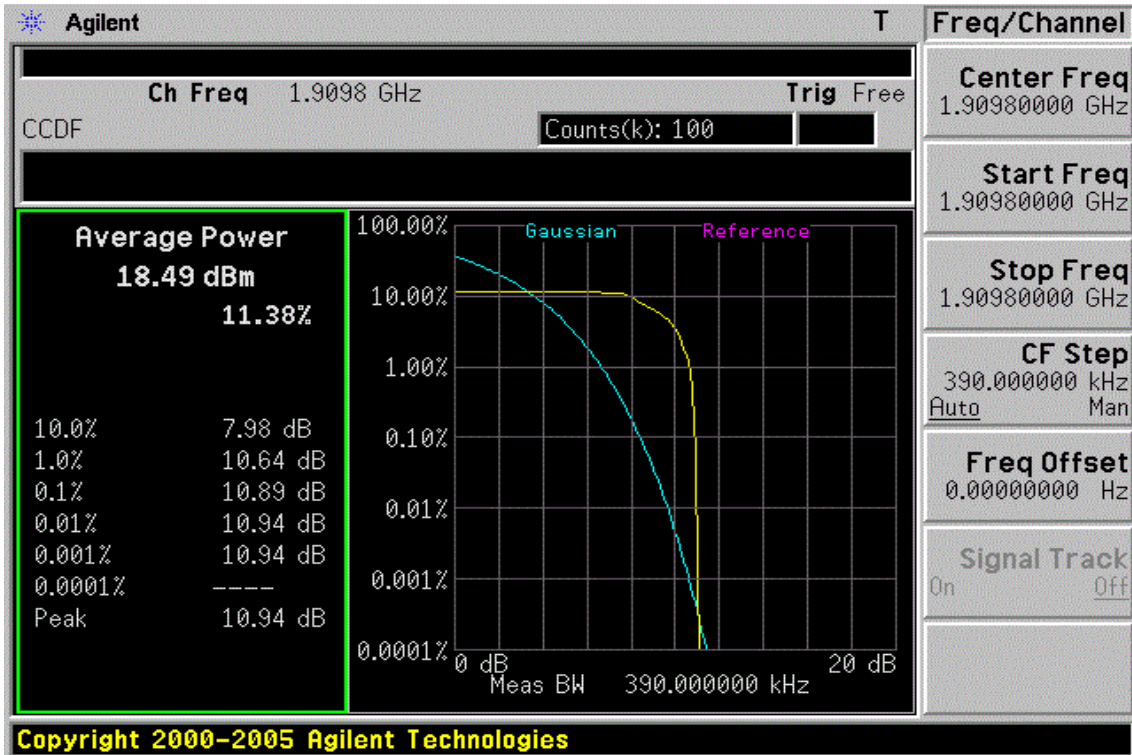 Agilent T
Ch Freq 1.9098 GHz Trig Free
CCDF Counts(k): 100
Average Power
18.49 dBm
11.38%
10.0% 7.98 dB
1.0% 10.64 dB
0.1% 10.89 dB
0.01% 10.94 dB
0.001% 10.94 dB
0.0001% ----
Peak 10.94 dB
Gaussian Reference
100.00%
10.00%
1.00%
0.10%
0.01%
0.001%
0.0001%
0 dB 20 dB
Meas BW 390.000000 kHz
Freq/Channel
Center Freq
1.90980000 GHz
Start Freq
1.90980000 GHz
Stop Freq
1.90980000 GHz
CF Step
390.000000 kHz
Auto Man
Freq Offset
0.00000000 Hz
Signal Track
On Off
Copyright 2000-2005 Agilent Technologies